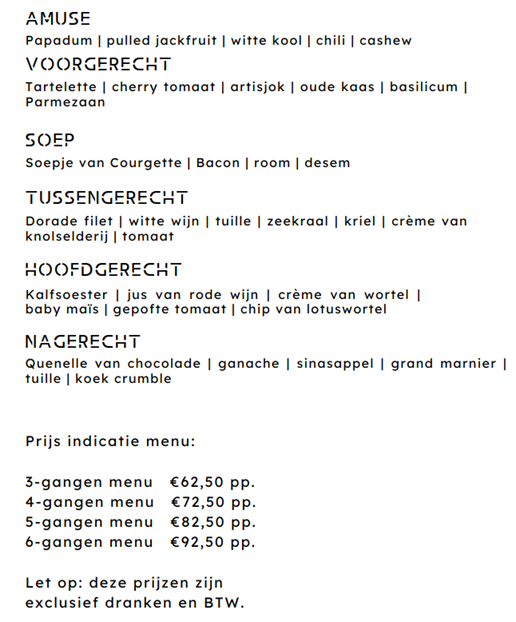 AMUSE
Papadum | pulled jackfruit | witte kool | chili | cashew
VOORGERECHT
Tartelette | cherry tomaat | artisjok | oude kaas | basilicum |
Parmezaan
SOEP
Soepje van Courgette | Bacon | room | desem
TUSSENGERECHT
Dorade filet | witte wijn | tuille | zeekraal | kriel | crème van
knolselderij | tomaat
HOOFDGERECHT
Kalfsoester | jus van rode wijn | crème van wortel |
baby maïs | gepofte tomaat | chip van lotuswortel
NAGERECHT
Quenelle van chocolade | ganache | sinasappel | grand marnier |
tuille | koek crumble
Prijs indicatie menu:
3-gangen menu €62,50 pp.
4-gangen menu €72,50 pp.
5-gangen menu €82,50 pp.
6-gangen menu €92,50 pp.
Let op: deze prijzen zijn
exclusief dranken en BTW.